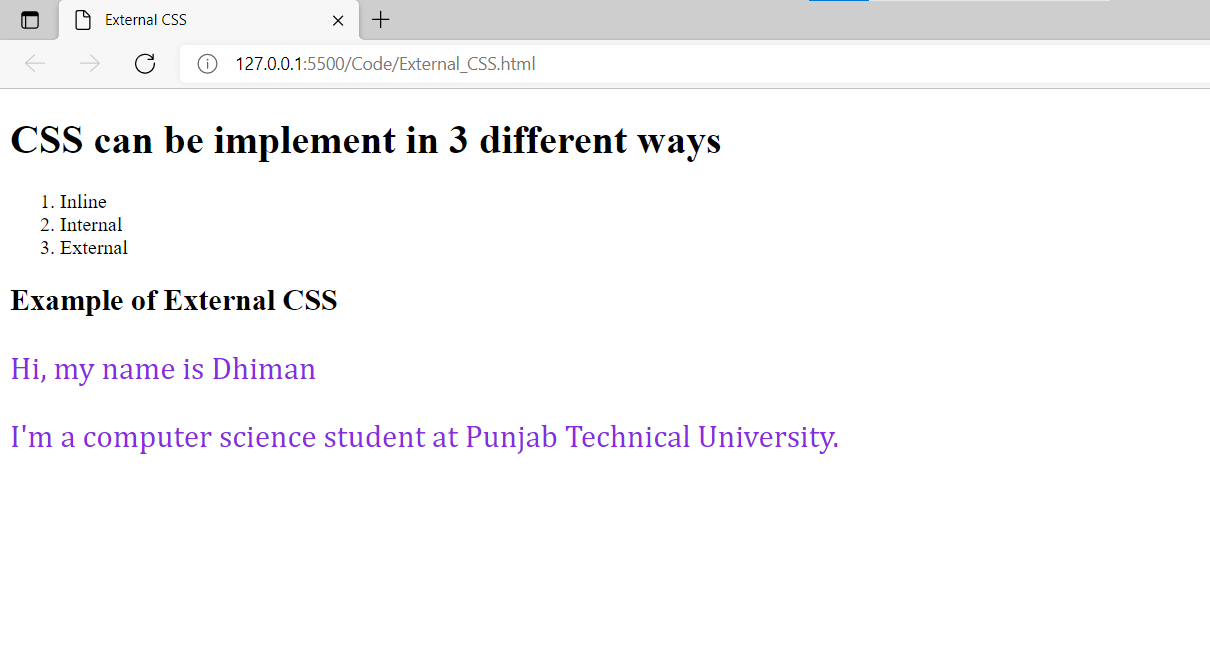 External CSS
127.0.0.1:5500/Code/External_CSS.html
CSS can be implement in 3 different ways
1. Inline
2. Internal
3. External
Example of External CSS
Hi, my name is Dhiman
I'm a computer science student at Punjab Technical University.